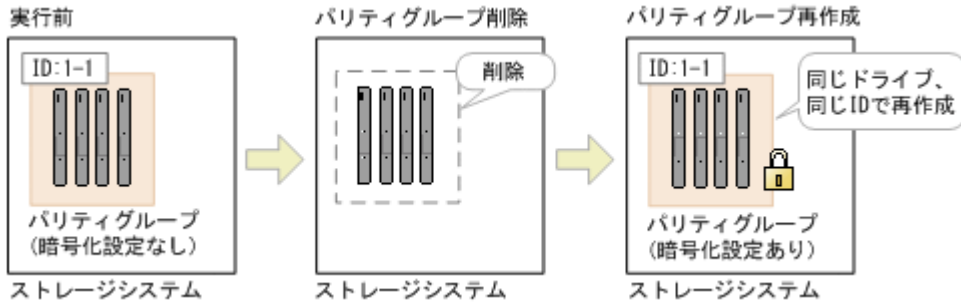 実行前
ID:1-1
パリティグループ
(暗号化設定なし)
ストレージシステム
パリティグループ削除
削除
ストレージシステム
パリティグループ再作成
ID:1-1
同じドライブ、
同じIDで再作成
パリティグループ
(暗号化設定あり)
ストレージシステム